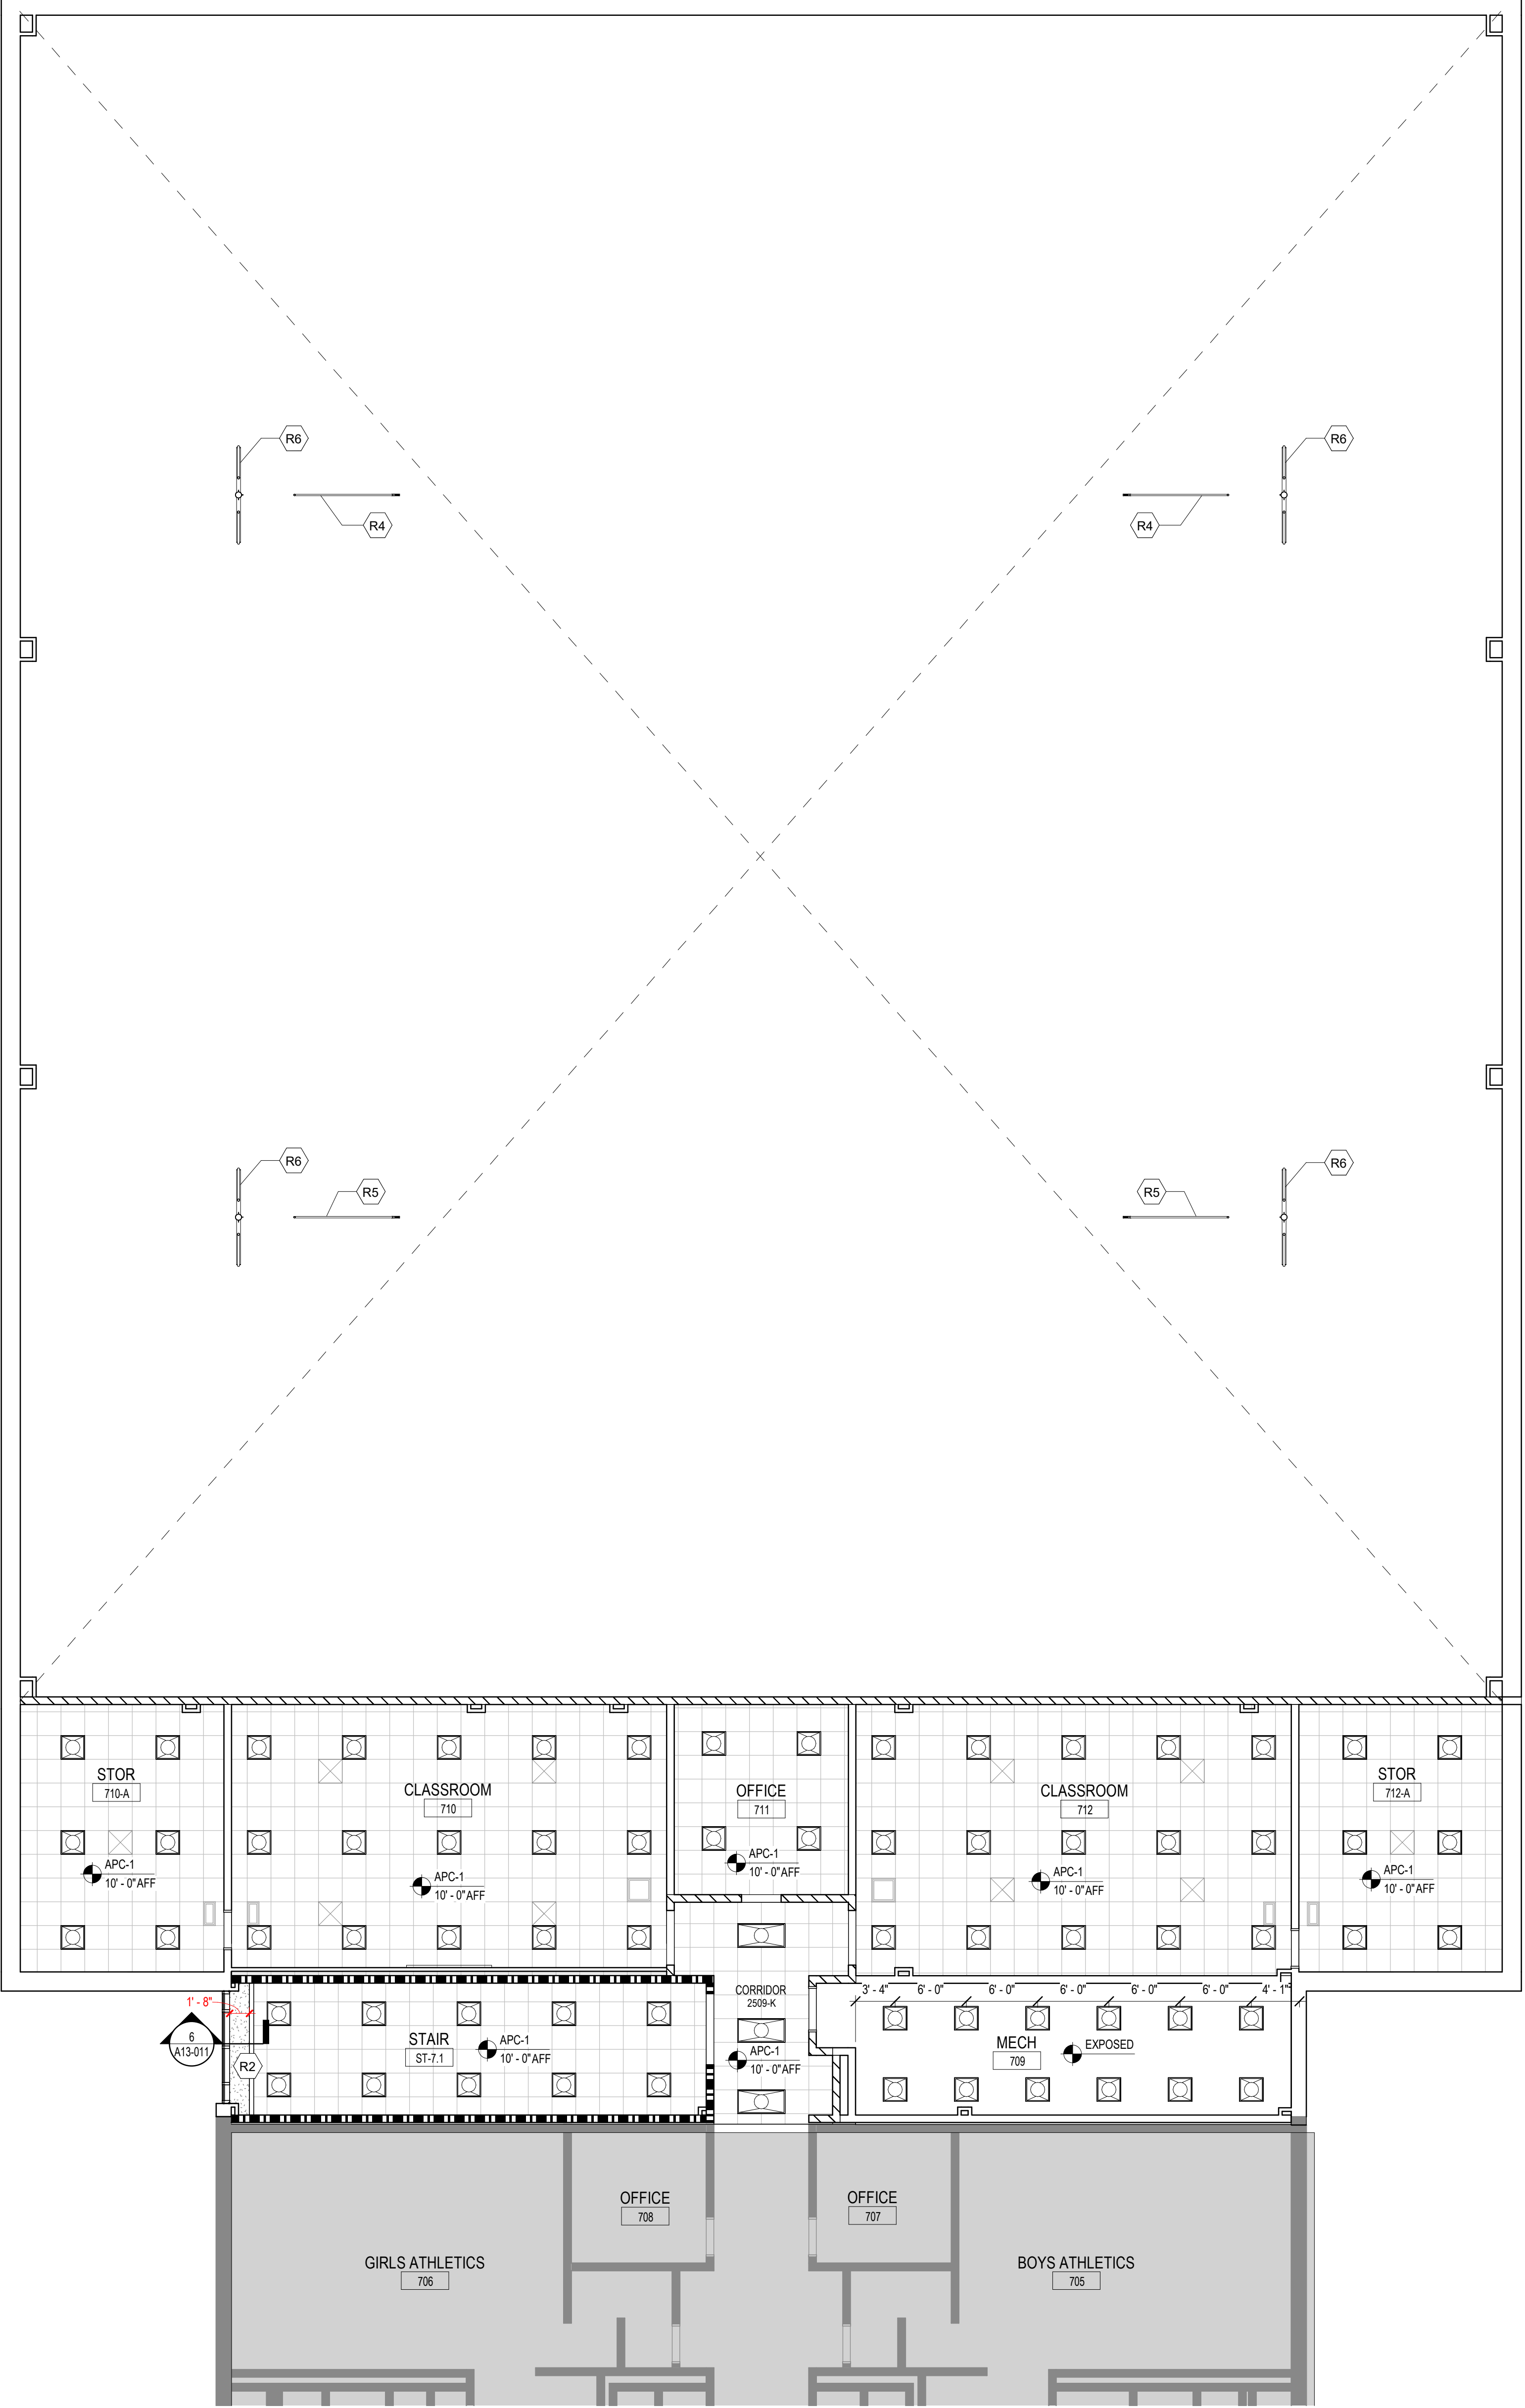 R6
R6
R4
R4
R6
R6
R5
R5
STOR
710-A
APC-1
10' - 0" AFF
CLASSROOM
710
APC-1
10' - 0" AFF
OFFICE
711
APC-1
10' - 0" AFF
CLASSROOM
712
APC-1
10' - 0" AFF
STOR
712-A
APC-1
10' - 0" AFF
CORRIDOR
2509-K
APC-1
10' - 0" AFF
3' - 4" 6' - 0" 6' - 0" 6' - 0" 6' - 0" 6' - 0" 4' - 1"
1' - 8"
6
A13-011
R2
STAIR
ST-7.1
APC-1
10' - 0" AFF
MECH
709
EXPOSED
OFFICE
708
OFFICE
707
GIRLS ATHLETICS
706
BOYS ATHLETICS
705